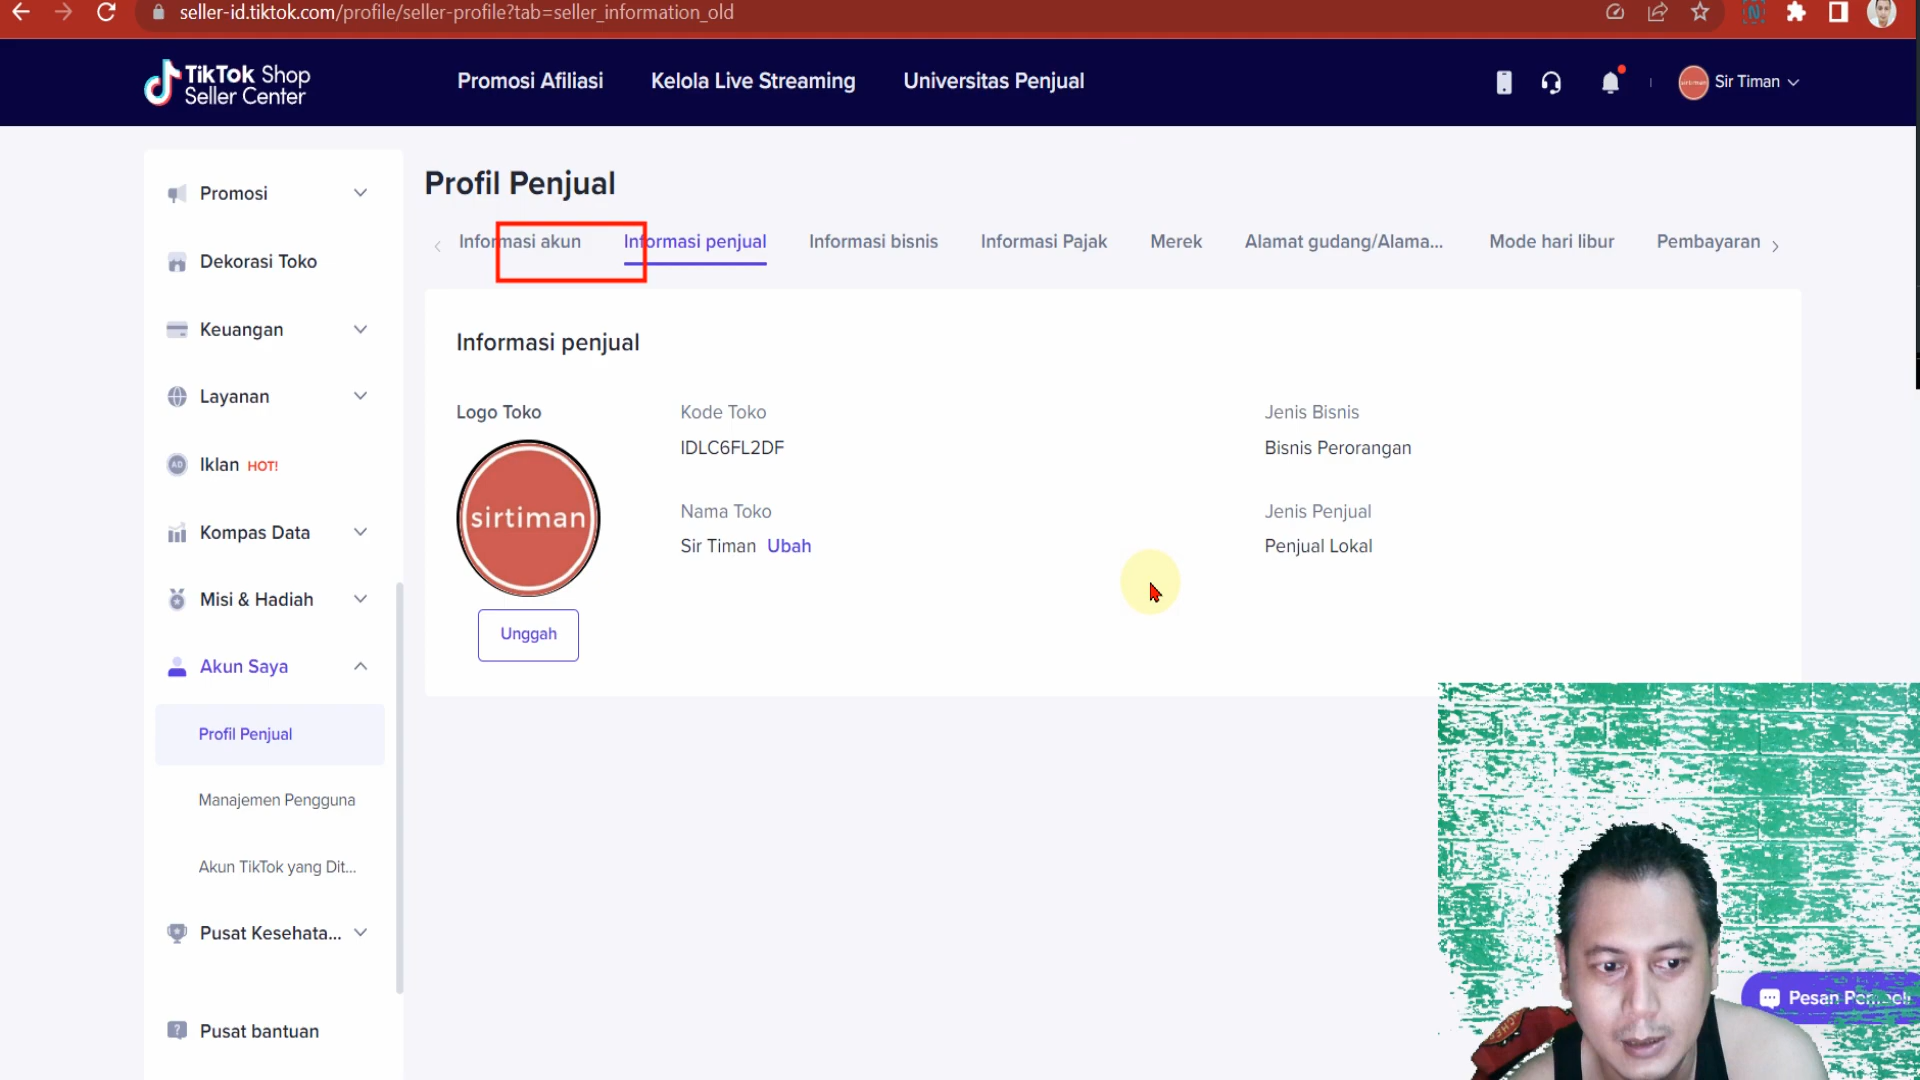 seller-id.tiktok.com/profile/seller-profile?tab=seller_information_old
TikTok Shop
Seller Center
Promosi Afiliasi
Kelola Live Streaming
Universitas Penjual
Sir Timan
Promosi
Dekorasi Toko
Keuangan
Layanan
AD
Iklan HOT!
Kompas Data
Misi & Hadiah
Akun Saya
Profil Penjual
Manajemen Pengguna
Akun TikTok yang Dit...
Pusat Kesehata...
Pusat bantuan
Profil Penjual
Informasi akun
Informasi penjual
Informasi bisnis
Informasi Pajak
Merek
Alamat gudang/Alama...
Mode hari libur
Pembayaran
Informasi penjual
Logo Toko
sirtiman
Unggah
Kode Toko
IDLC6FL2DF
Nama Toko
Sir Timan Ubah
Jenis Bisnis
Bisnis Perorangan
Jenis Penjual
Penjual Lokal
Pesan